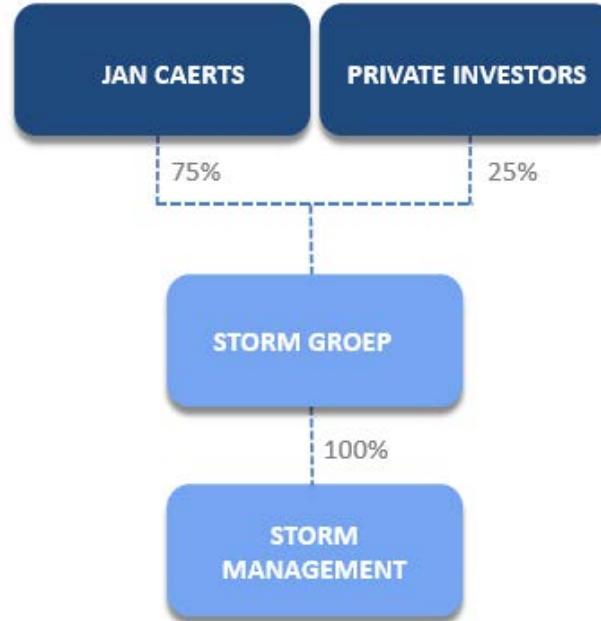 JAN CAERTS
PRIVATE INVESTORS
75%
25%
STORM GROEP
100%
STORM
MANAGEMENT